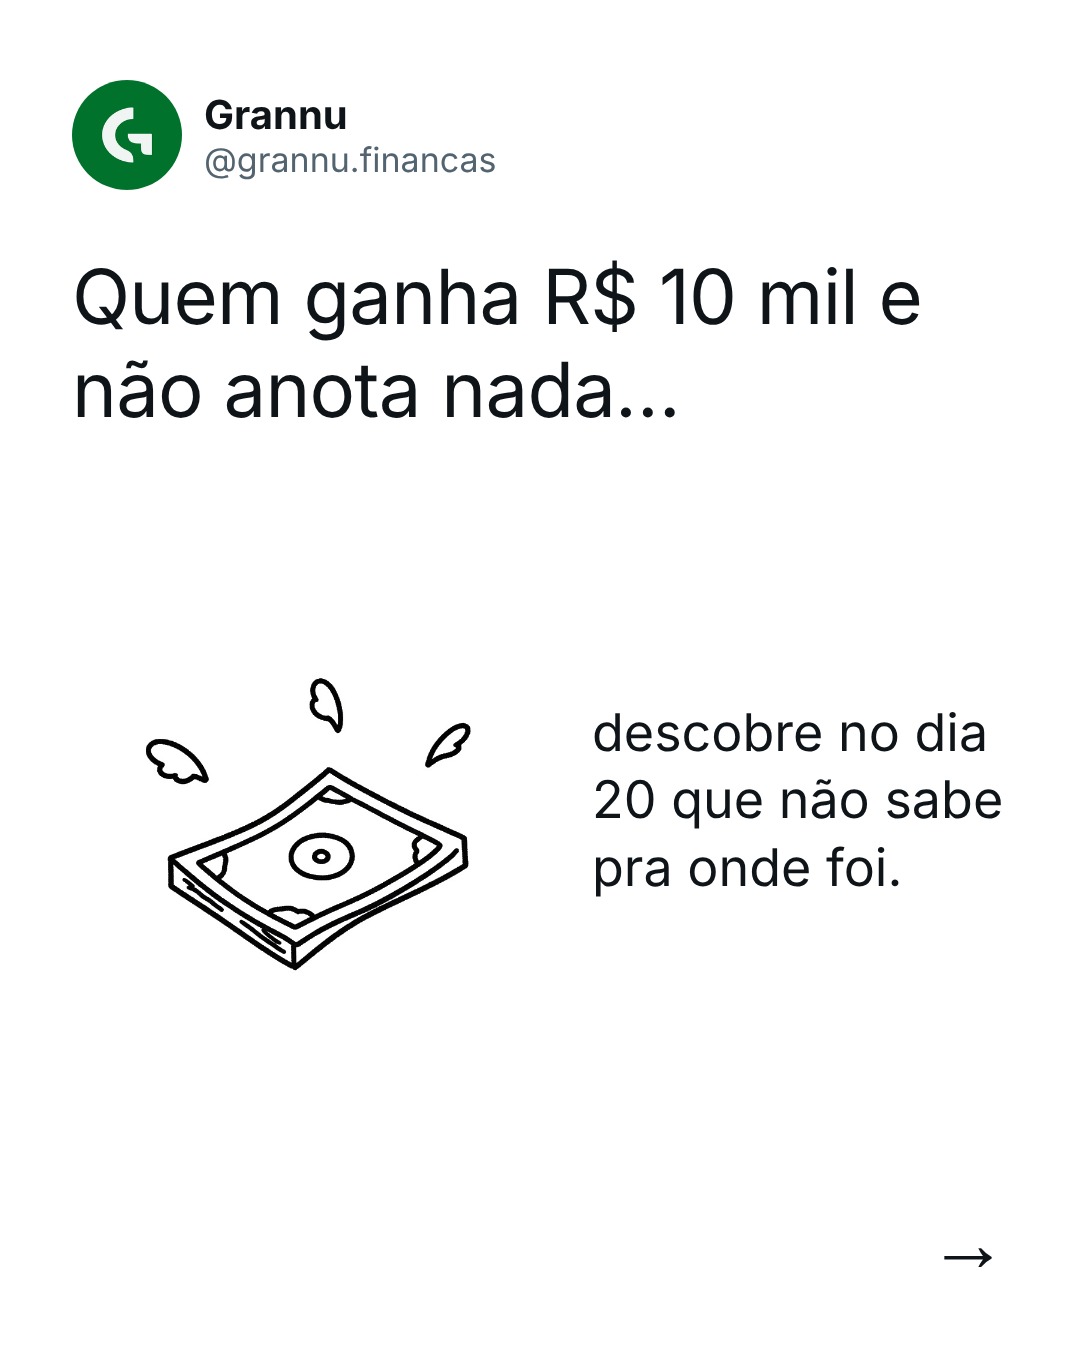 Grannu
@grannu.financas
Quem ganha R$ 10 mil e
não anota nada...
descobre no dia
20 que não sabe
pra onde foi.
→